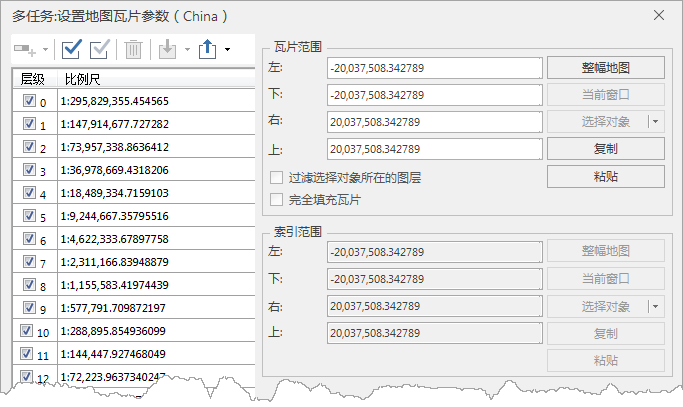 多任务:设置地图瓦片参数（China）
层级 比例尺
0 1:295,829,355.454565
1 1:147,914,677.727282
2 1:73,957,338.8636412
3 1:36,978,669.4318206
4 1:18,489,334.7159103
5 1:9,244,667.35795516
6 1:4,622,333.67897758
7 1:2,311,166.83948879
8 1:1,155,583.41974439
9 1:577,791.709872197
10 1:288,895.854936099
11 1:144,447.927468049
12 1:72,223.9637340247
瓦片范围
左: -20,037,508.342789 整幅地图
下: -20,037,508.342789 当前窗口
右: 20,037,508.342789 选择对象
上: 20,037,508.342789 复制
粘贴
过滤选择对象所在的图层
完全填充瓦片
索引范围
左: -20,037,508.342789 整幅地图
下: -20,037,508.342789 当前窗口
右: 20,037,508.342789 选择对象
上: 20,037,508.342789 复制
粘贴